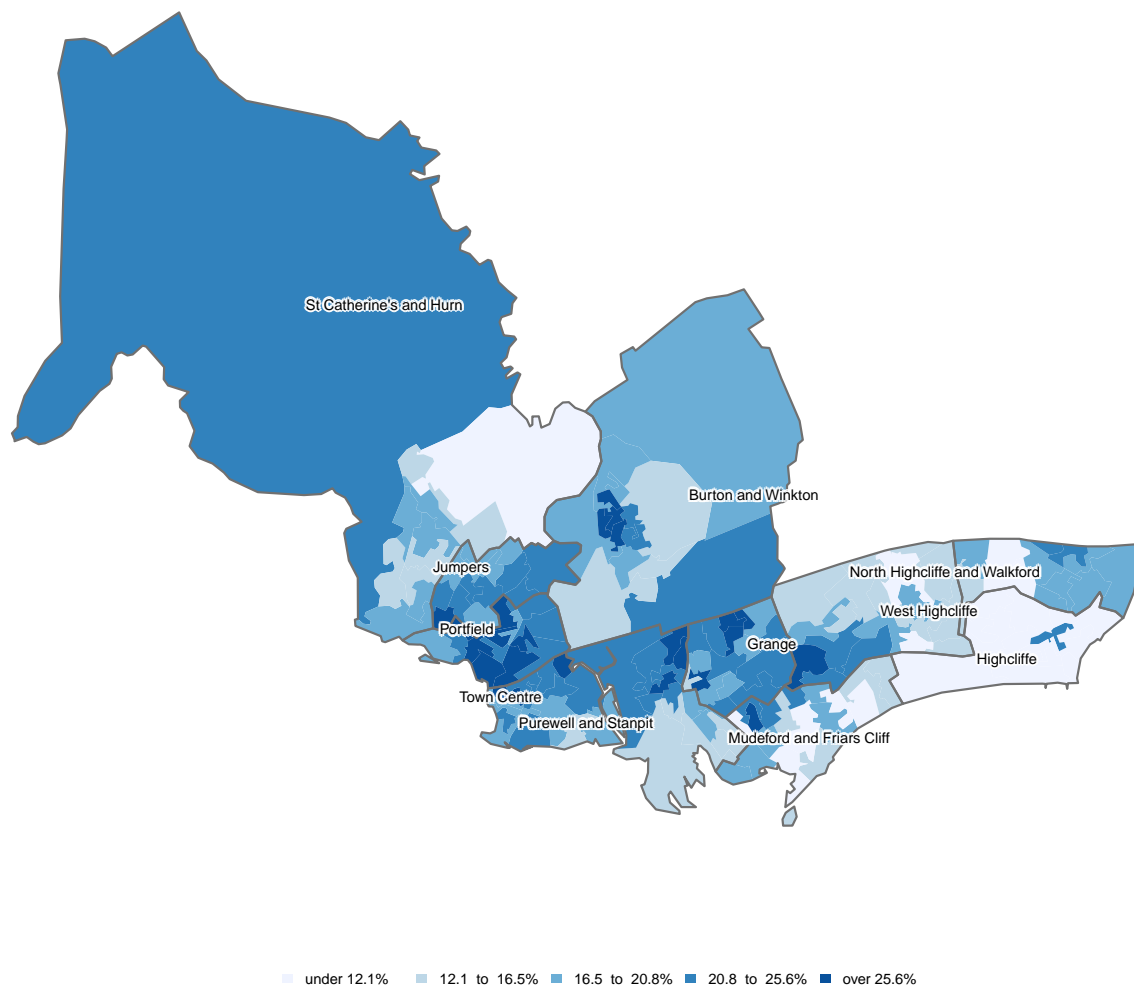 St Catherine's and Hurn
Burton and Winkton
Jumpers
North Highcliffe and Walkford
West Highcliffe
Portfield
Grange
Highcliffe
Town Centre
Purewell and Stanpit
Mudeford and Friars Cliff
under 12.1%
12.1 to 16.5%
16.5 to 20.8%
20.8 to 25.6%
over 25.6%